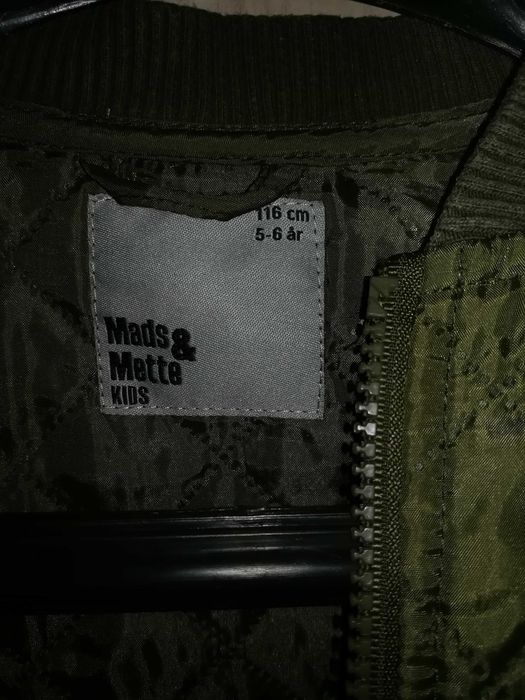 116 cm
5-6 år
Mads &
Mette
KIDS